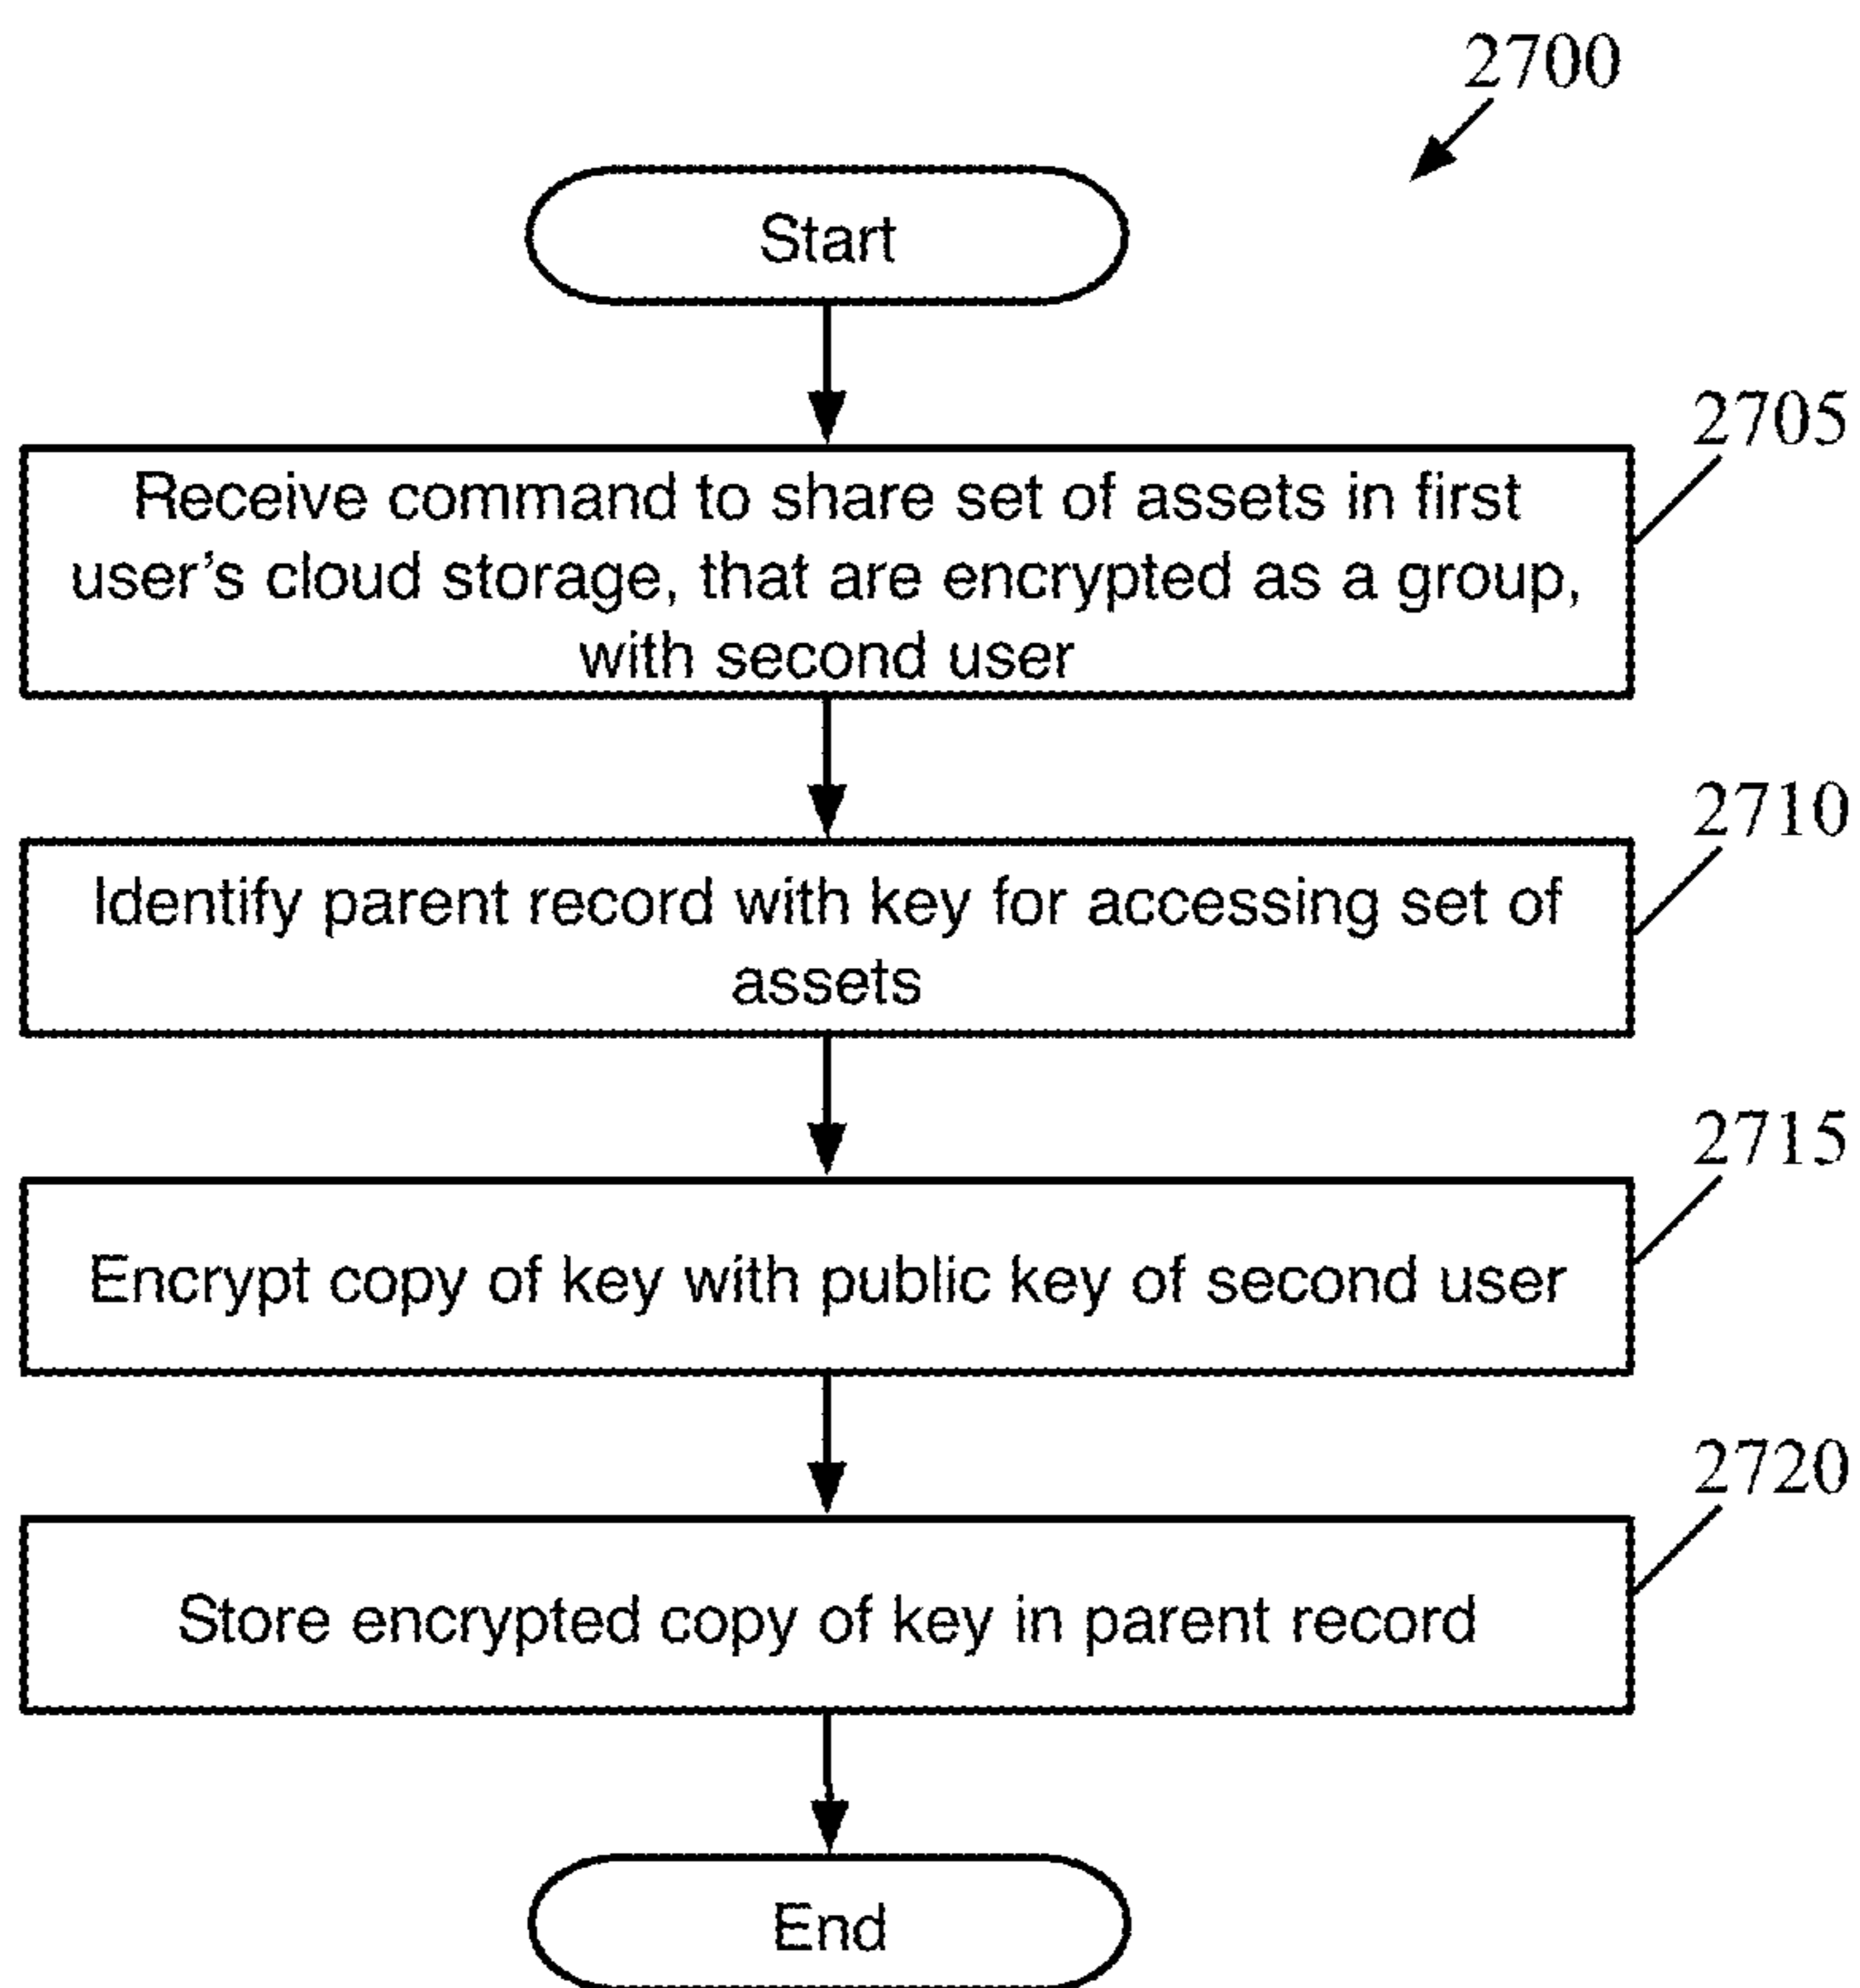 2700
Start
2705
Receive command to share set of assets in first
user's cloud storage, that are encrypted as a group,
with second user
2710
Identify parent record with key for accessing set of
assets
2715
Encrypt copy of key with public key of second user
2720
Store encrypted copy of key in parent record
End